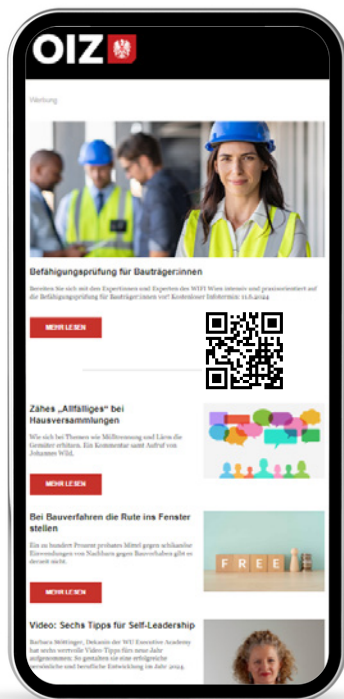 OIZ
Werbung
Befähigungsprüfung für Bauträger:innen
Bereiten Sie sich mit den Expertinnen und Experten des WIFI Wien intensiv und praxisorientiert auf
die Befähigungsprüfung für Bauträger:innen vor! Kostenloser Infotermin: 11.6.2024
MEHR LESEN
Zähes „Allfälliges“ bei
Hausversammlungen
Wie sich bei Themen wie Mülltrennung und Lärm die
Gemüter erhitzen. Ein Kommentar samt Aufruf von
Johannes Wild.
MEHR LESEN
Bei Bauverfahren die Rute ins Fenster
stellen
Ein zu hundert Prozent probates Mittel gegen schikanöse
Einwendungen von Nachbarn gegen Bauvorhaben gibt es
derzeit nicht.
FREE
MEHR LESEN
Video: Sechs Tipps für Self-Leadership
Barbara Stöttinger, Dekanin der WU Executive Academy
hat sechs wertvolle Video-Tipps fürs neue Jahr
aufgenommen: So gestalten sie eine erfolgreiche
persönliche und berufliche Entwicklung im Jahr 2024.